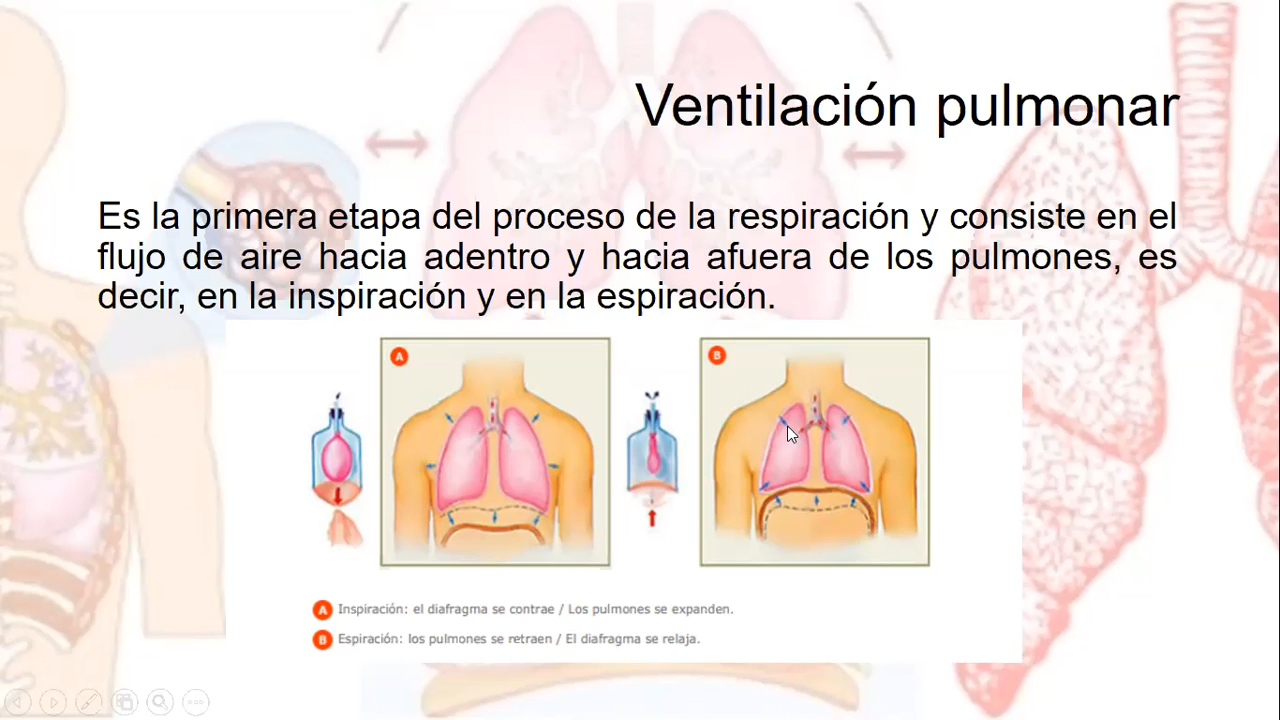 Ventilación pulmonar
Es la primera etapa del proceso de la respiración y consiste en el
flujo de aire hacia adentro y hacia afuera de los pulmones, es
decir, en la inspiración y en la espiración.
A
B
A Inspiración: el diafragma se contrae / Los pulmones se expanden.
B Espiración: los pulmones se retraen / El diafragma se relaja.